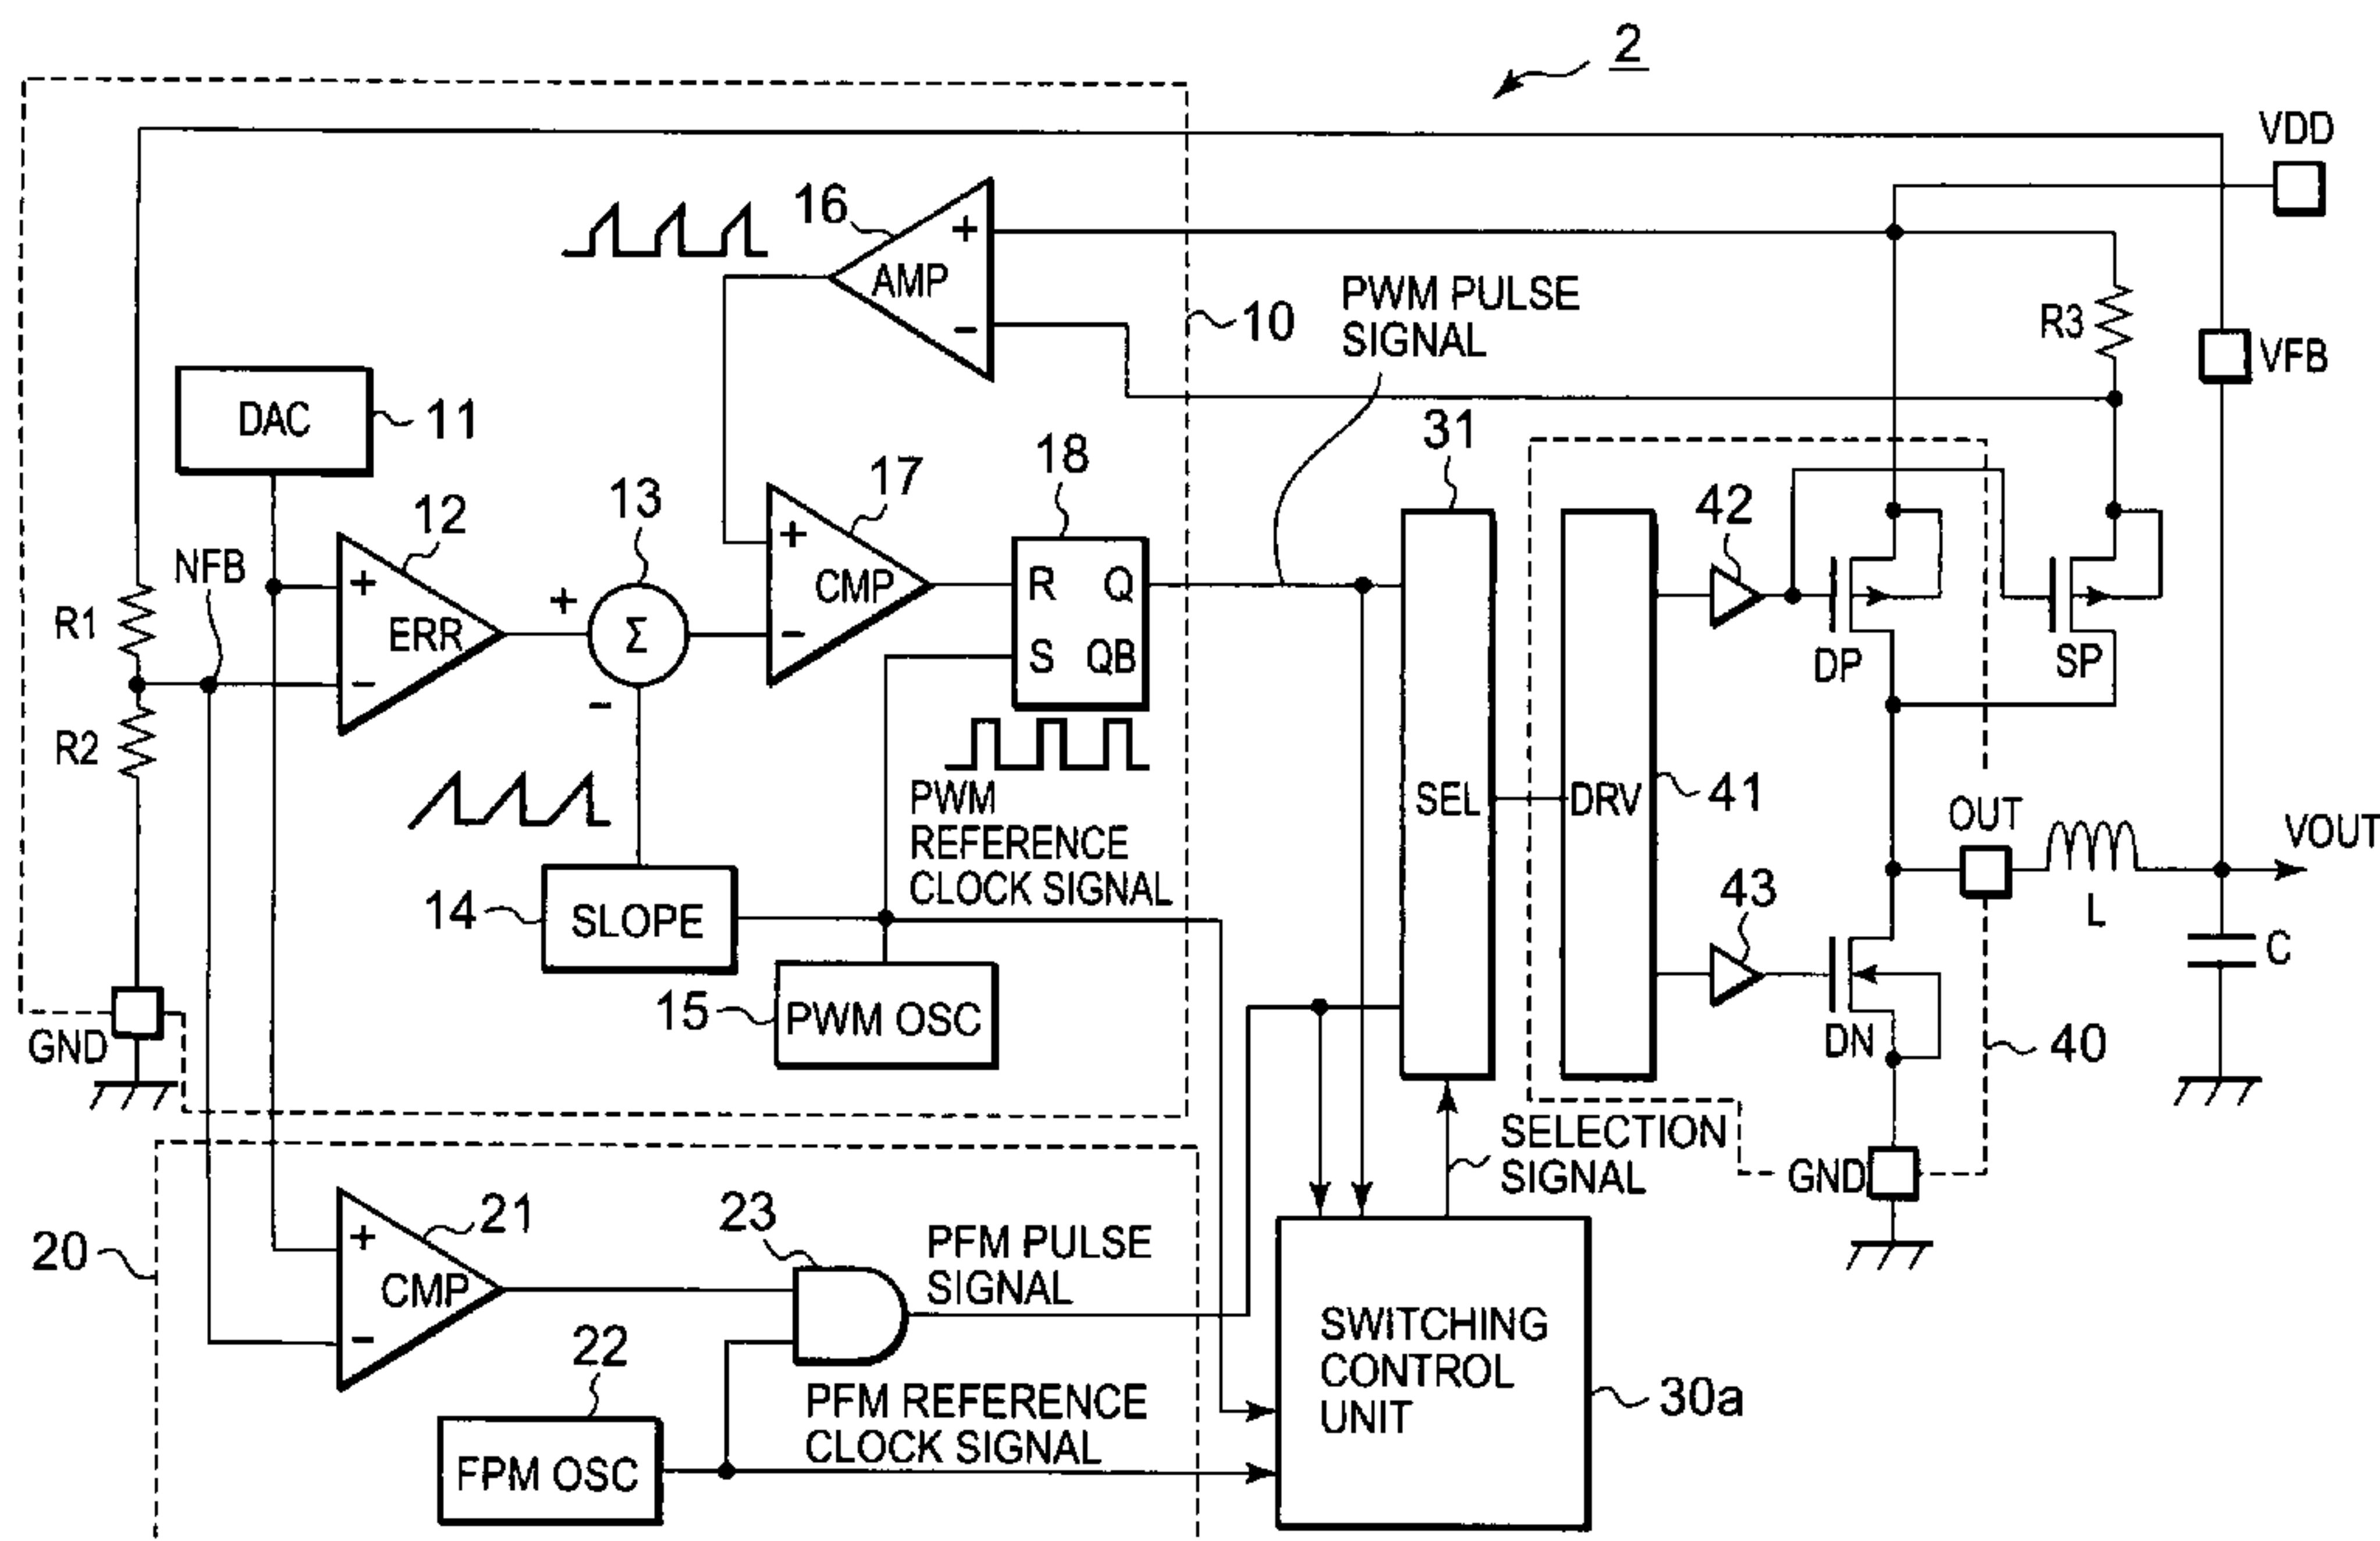 2
VDD
16
+
AMP
−
10
PWM PULSE
SIGNAL
R3
VFB
DAC
11
31
18
17
42
13
12
NFB
+
ERR
−
+
Σ
−
+
CMP
−
R Q
S QB
R1
R2
DP
SP
PWM
REFERENCE
CLOCK SIGNAL
SEL
DRV
41
OUT
VOUT
L
C
14
SLOPE
43
15
PWM OSC
DN
40
GND
SELECTION
SIGNAL
GND
20
+
CMP
−
21
23
PFM PULSE
SIGNAL
22
FPM OSC
PFM REFERENCE
CLOCK SIGNAL
SWITCHING
CONTROL
UNIT
30a